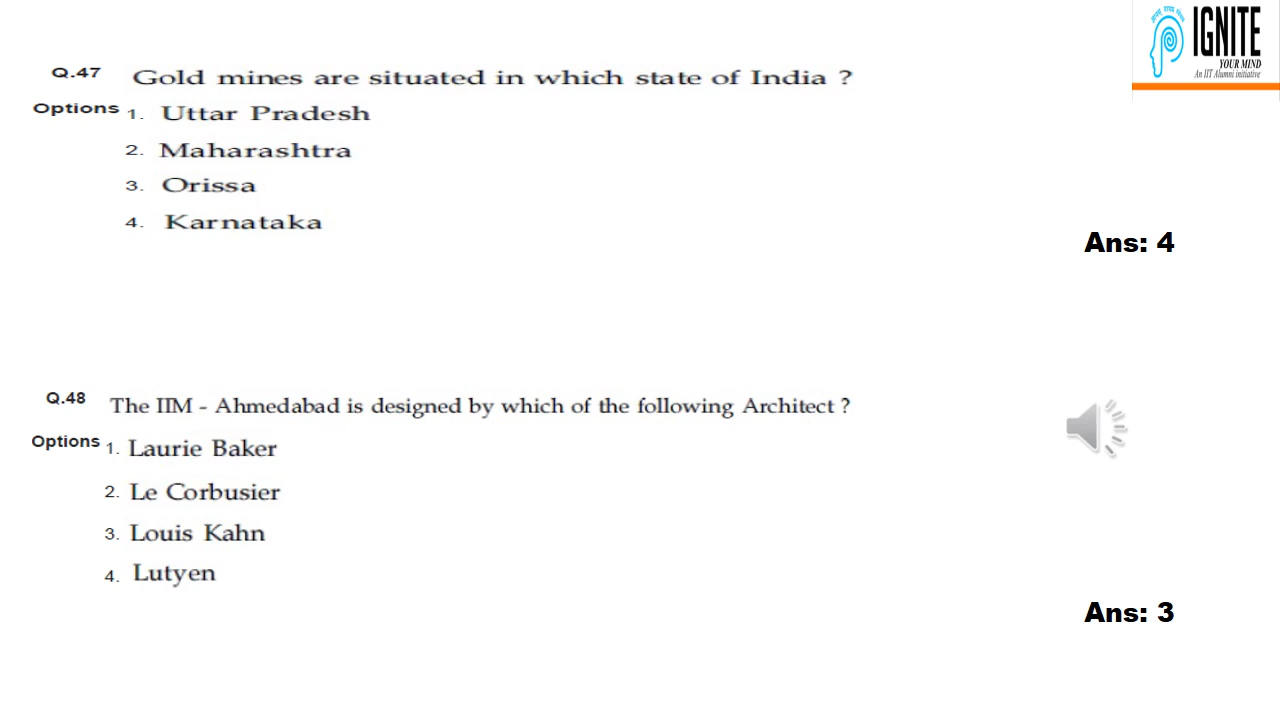 IGNITE
YOUR MIND
An IIT Alumni initiative
Q.47 Gold mines are situated in which state of India ?
Options 1. Uttar Pradesh
2. Maharashtra
3. Orissa
4. Karnataka
Ans: 4
Q.48 The IIM - Ahmedabad is designed by which of the following Architect ?
Options 1. Laurie Baker
2. Le Corbusier
3. Louis Kahn
4. Lutyen
Ans: 3